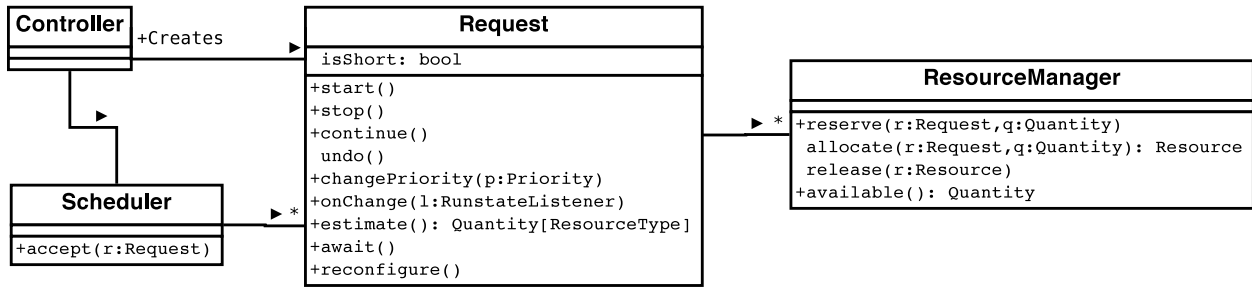 Controller
+Creates
Request
isShort: bool
+start()
+stop()
+continue()
undo()
+changePriority(p:Priority)
+onChange(l:RunstateListener)
+estimate(): Quantity[ResourceType]
+await()
+reconfigure()
Scheduler
+accept(r:Request)
*
ResourceManager
*
+reserve(r:Request,q:Quantity)
allocate(r:Request,q:Quantity): Resource
release(r:Resource)
+available(): Quantity